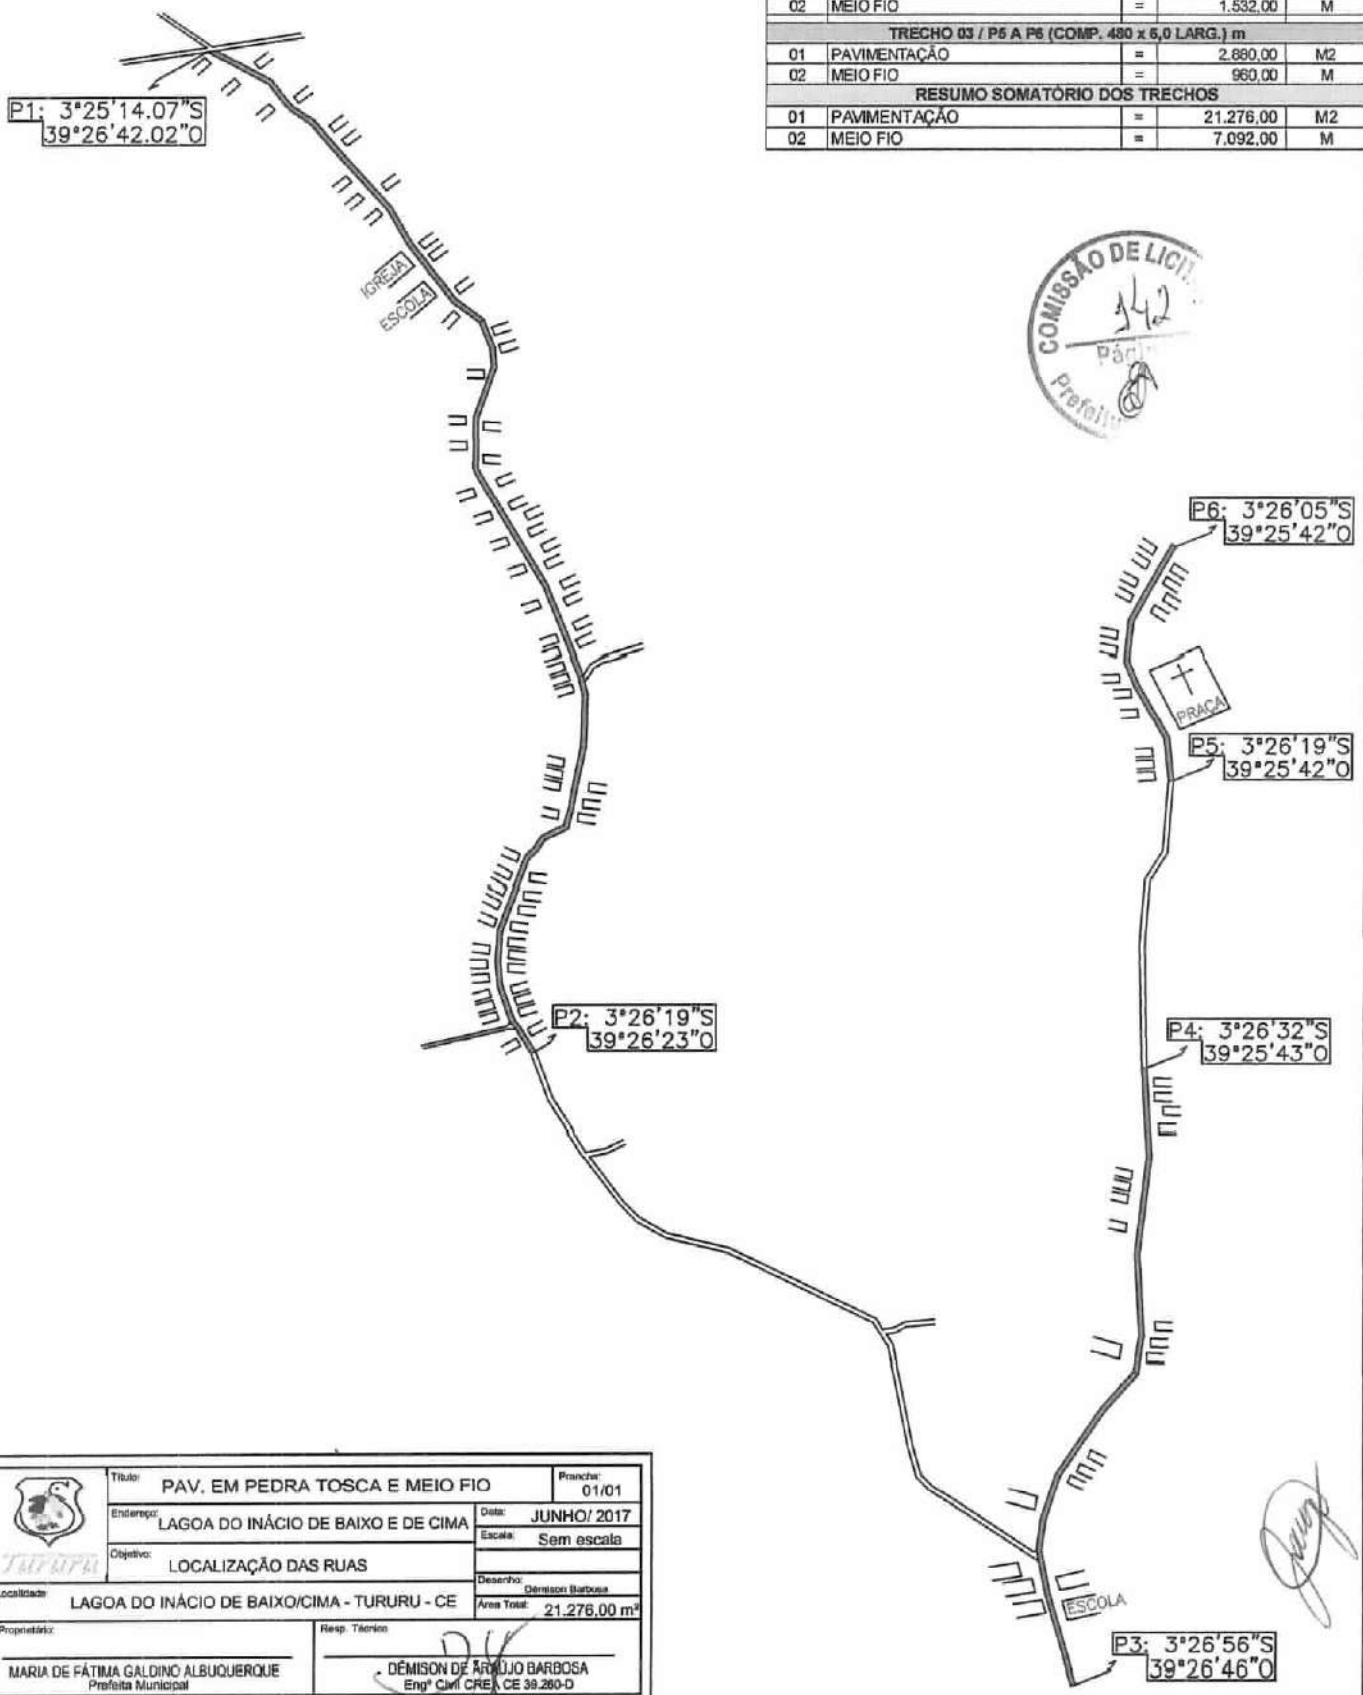 02 MEIO FIO = 1.532,00 M
TRECHO 03 / P5 A P6 (COMP. 480 x 6,0 LARG.) m
01 PAVIMENTAÇÃO = 2.880,00 M2
02 MEIO FIO = 960,00 M
RESUMO SOMATÓRIO DOS TRECHOS
01 PAVIMENTAÇÃO = 21.276,00 M2
02 MEIO FIO = 7.092,00 M
P1: 3°25'14.07"S
39°26'42.02"O
IGREJA
ESCOLA
COMISSÃO DE LICIT
142
Págin
Prefeitu
P6: 3°26'05"S
39°25'42"O
PRAÇA
P5: 3°26'19"S
39°25'42"O
P2: 3°26'19"S
39°26'23"O
P4: 3°26'32"S
39°25'43"O
ESCOLA
P3: 3°26'56"S
39°26'46"O
Título: PAV. EM PEDRA TOSCA E MEIO FIO
Prancha: 01/01
Endereço: LAGOA DO INÁCIO DE BAIXO E DE CIMA
Data: JUNHO/ 2017
Escala: Sem escala
Objetivo: LOCALIZAÇÃO DAS RUAS
Tururu
Desenho: Démison Barbosa
Localidade: LAGOA DO INÁCIO DE BAIXO/CIMA - TURURU - CE
Área Total: 21.276,00 m²
Proprietário:
Resp. Técnico
MARIA DE FÁTIMA GALDINO ALBUQUERQUE
Prefeita Municipal
DÉMISON DE ARAÚJO BARBOSA
Engº Civil CREA CE 39.260-D